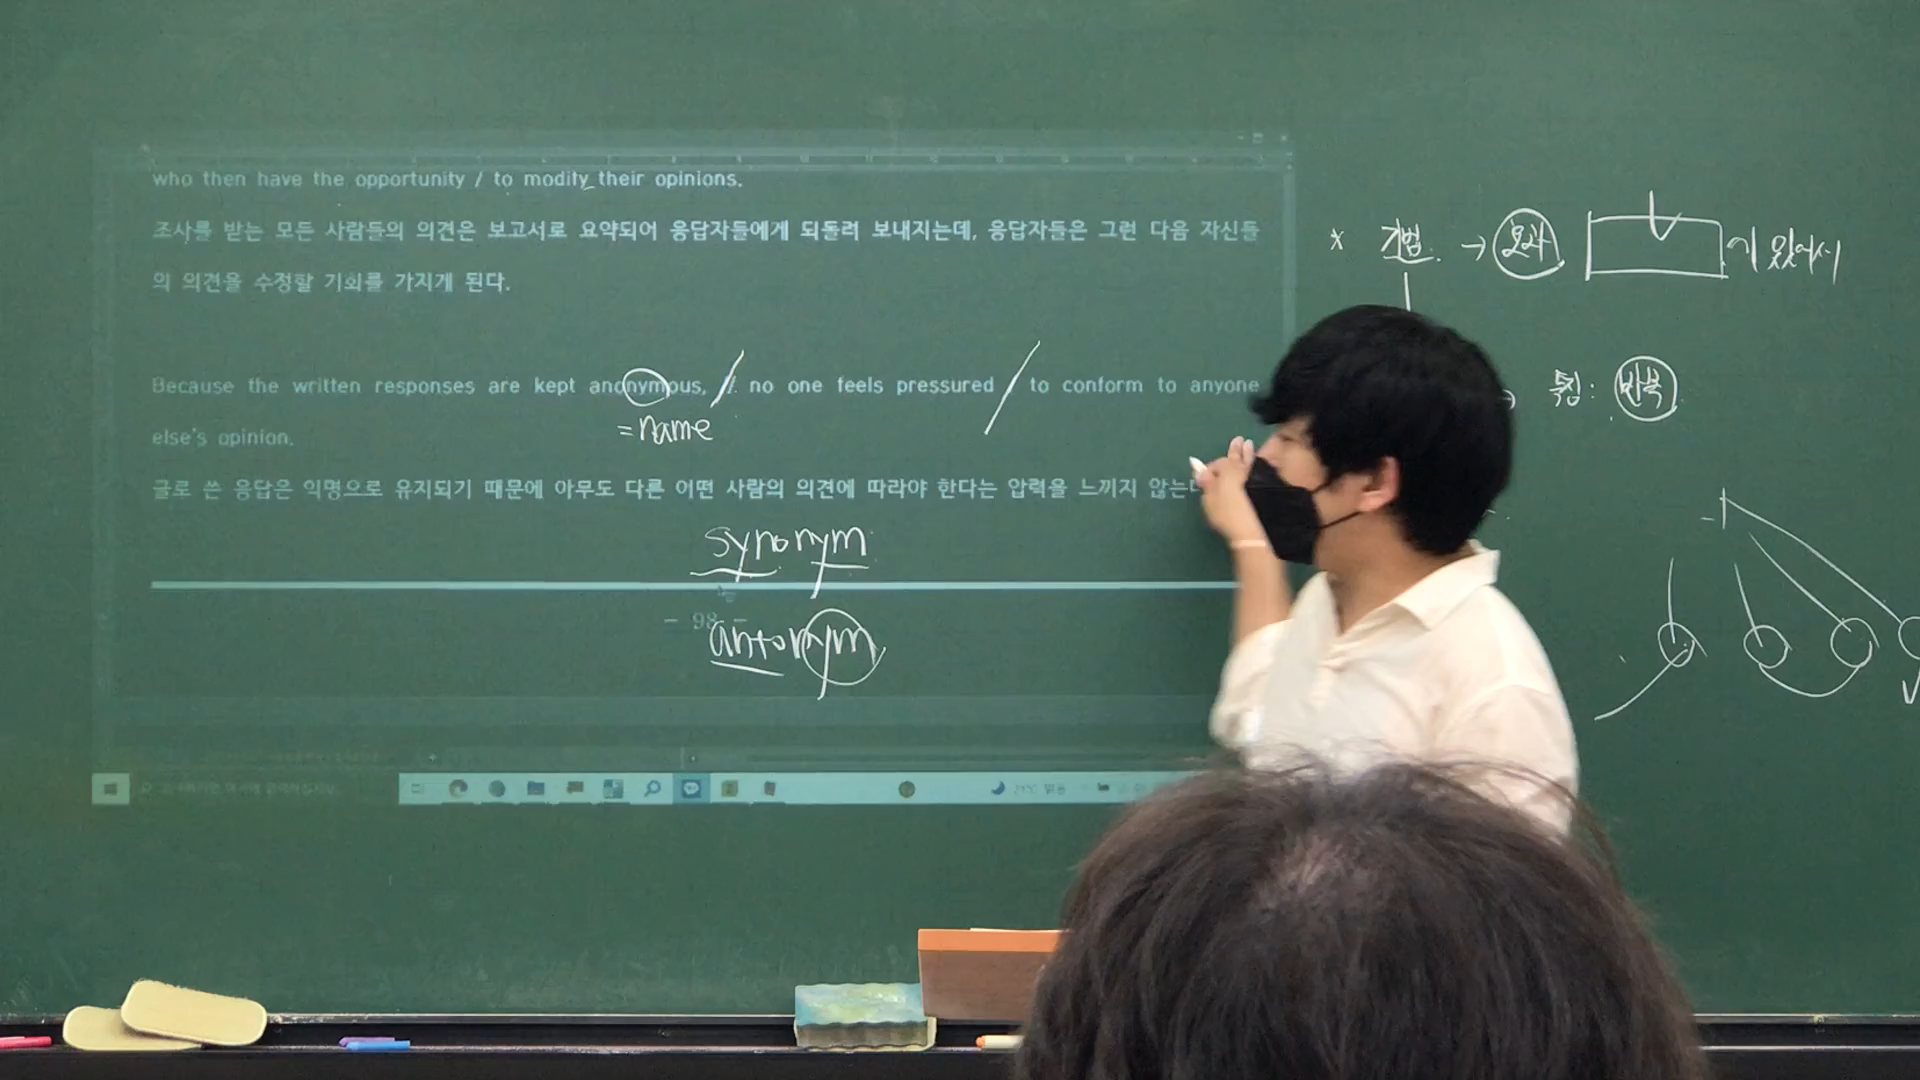 who then have the opportunity / to modify their opinions.
조사를 받는 모든 사람들의 의견은 보고서로 요약되어 응답자들에게 되돌려 보내지는데, 응답자들은 그런 다음 자신들
의 의견을 수정할 기회를 가지게 된다.
Because the written responses are kept anonymous, / no one feels pressured / to conform to anyone
else's opinion.
= name
글로 쓴 응답은 익명으로 유지되기 때문에 아무도 다른 어떤 사람의 의견에 따라야 한다는 압력을 느끼지 않는다
synonym
- 98 -
antonym
* 기법 → 효과
이 있어서
특징 : 반복